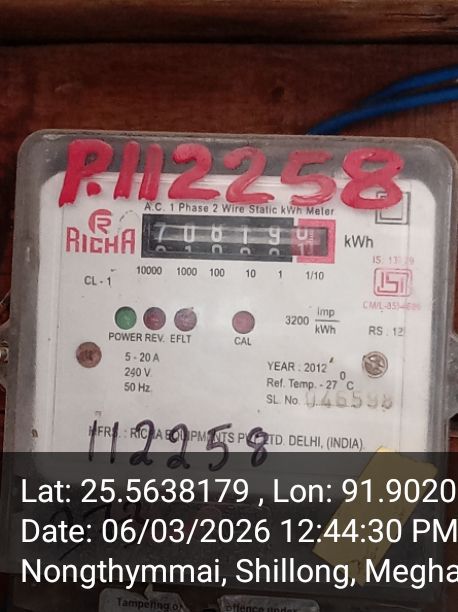 P.112258
A.C. 1 Phase 2 Wire Static kWh Meter
RICHA
70819
kWh
10000 1000 100 10 1 1/10
CL - 1
3200 imp/kWh
RS : 12
POWER REV. EFLT
CAL
5 - 20 A
240 V.
50 Hz.
YEAR : 2012
Ref. Temp. - 27 0 C
SL. No. 046598
MFRS. : RICHA EQUIPMENTS PVT LTD. DELHI, (INDIA).
112258
Lat: 25.5638179 , Lon: 91.9020
Date: 06/03/2026 12:44:30 PM
Nongthymmai, Shillong, Megha